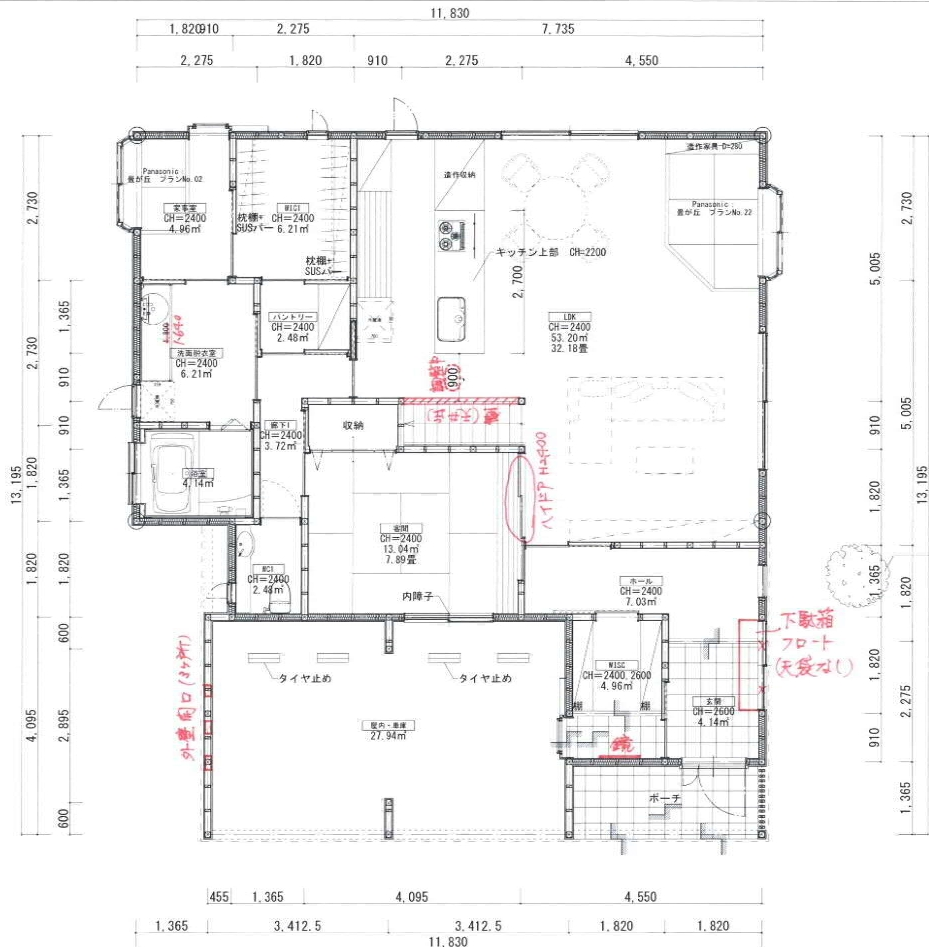 11,830
1,820
910
2,275
7,735
2,275
1,820
910
2,275
4,550
造作家具-D=280
Panasonic
畳が丘 プランNo.02
家事室
CH=2400
4.96㎡
WIC1
CH=2400
6.21㎡
枕棚+
SUSバー
枕棚+
SUSバー
造作収納
Panasonic
畳が丘 プランNo.22
キッチン上部 CH=2200
2,700
2,730
2,730
5,005
1,365
パントリー
CH=2400
2.48㎡
1640
洗面脱衣室
CH=2400
6.21㎡
LDK
CH=2400
53.20㎡
32.18畳
2,730
910
(900)
910
廊下1
CH=2400
3.72㎡
収納
910
5,005
13,195
1,820
1,365
浴室
4.14㎡
ハイドア H=2400
1,820
13,195
客間
CH=2400
13.04㎡
7.89畳
1,820
1,820
WC1
CH=2400
2.48㎡
内障子
ホール
CH=2400
7.03㎡
1,365
1,820
600
下駄箱
フロート
(天袋なし)
タイヤ止め
タイヤ止め
WISC
CH=2400,2600
4.96㎡
1,820
2,275
外壁開口(3ヶ所)
4,095
2,895
屋内・車庫
27.94㎡
棚
棚
玄関
CH=2600
4.14㎡
鏡
910
ポーチ
1,365
600
455
1,365
4,095
4,550
1,365
3,412.5
3,412.5
1,820
1,820
11,830